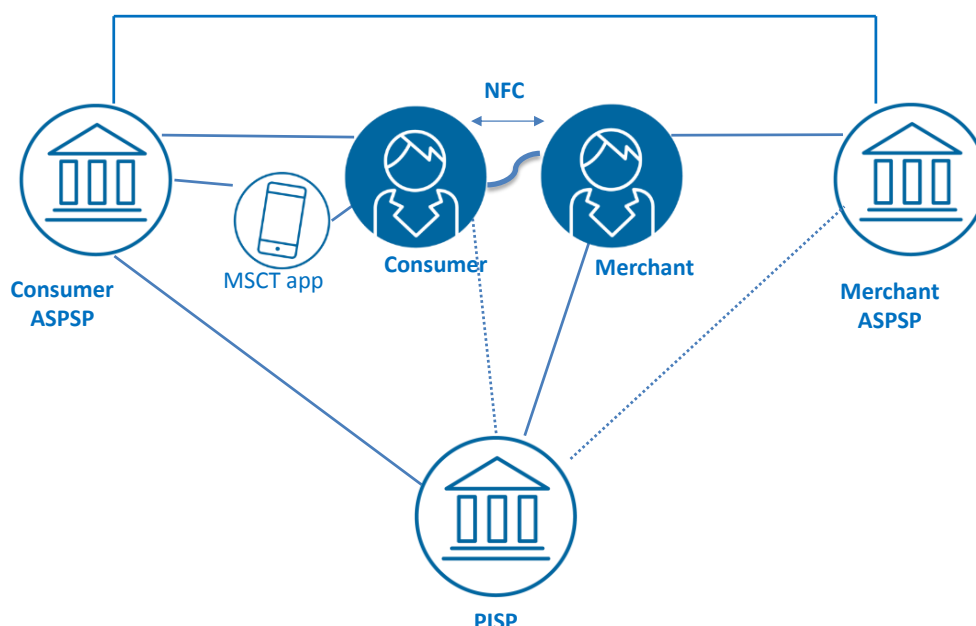 NFC
MSCT app
Consumer
Merchant
Consumer
ASPSP
Merchant
ASPSP
PISP